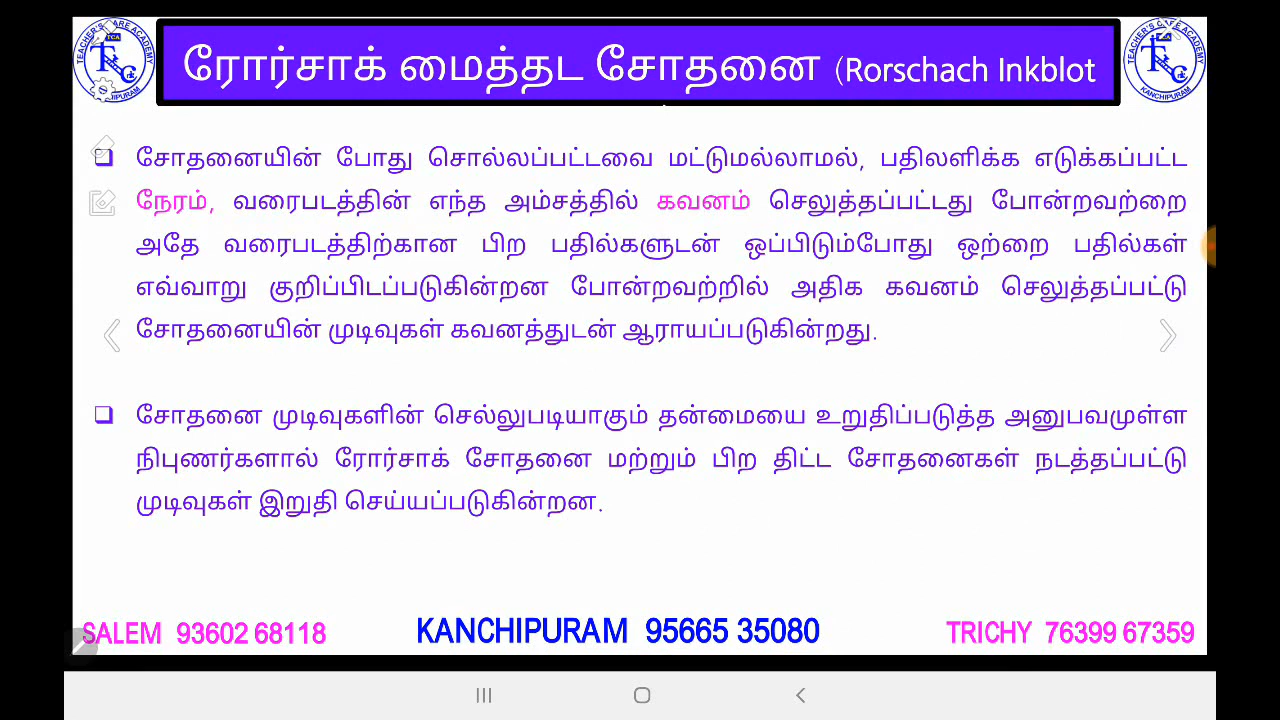 ரோர்சாக் மைத்தட சோதனை (Rorschach Inkblot
சோதனையின் போது சொல்லப்பட்டவை மட்டுமல்லாமல், பதிலளிக்க எடுக்கப்பட்ட
நேரம், வரைபடத்தின் எந்த அம்சத்தில் கவனம் செலுத்தப்பட்டது போன்றவற்றை
அதே வரைபடத்திற்கான பிற பதில்களுடன் ஒப்பிடும்போது ஒற்றை பதில்கள்
எவ்வாறு குறிப்பிடப்படுகின்றன போன்றவற்றில் அதிக கவனம் செலுத்தப்பட்டு
சோதனையின் முடிவுகள் கவனத்துடன் ஆராயப்படுகின்றது.
சோதனை முடிவுகளின் செல்லுபடியாகும் தன்மையை உறுதிப்படுத்த அனுபவமுள்ள
நிபுணர்களால் ரோர்சாக் சோதனை மற்றும் பிற திட்ட சோதனைகள் நடத்தப்பட்டு
முடிவுகள் இறுதி செய்யப்படுகின்றன.
SALEM 93602 68118 KANCHIPURAM 95665 35080 TRICHY 76399 67359